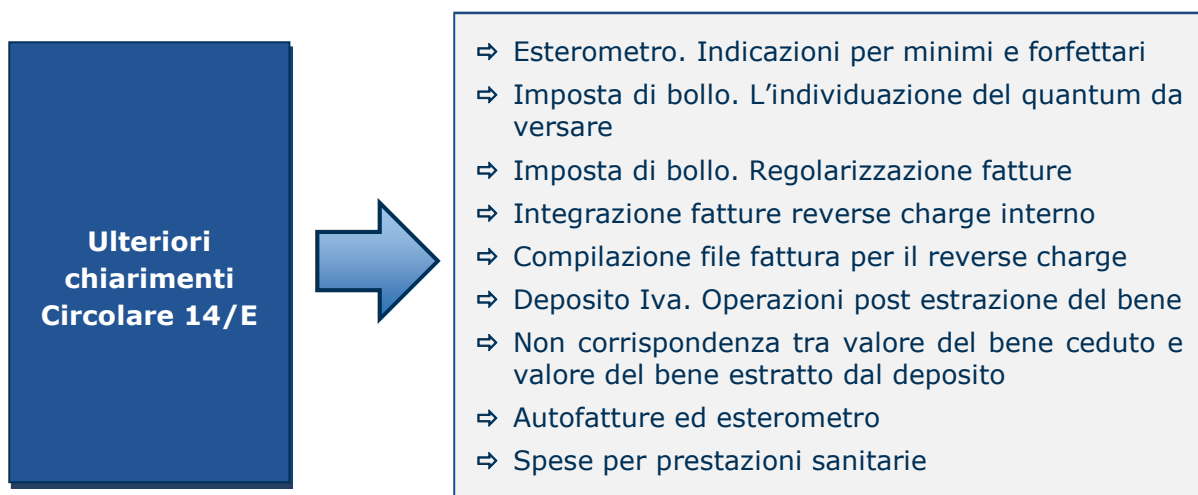 Ulteriori
chiarimenti
Circolare 14/E
⇨ Esterometro. Indicazioni per minimi e forfettari
⇨ Imposta di bollo. L’individuazione del quantum da
versare
⇨ Imposta di bollo. Regolarizzazione fatture
⇨ Integrazione fatture reverse charge interno
⇨ Compilazione file fattura per il reverse charge
⇨ Deposito Iva. Operazioni post estrazione del bene
⇨ Non corrispondenza tra valore del bene ceduto e
valore del bene estratto dal deposito
⇨ Autofatture ed esterometro
⇨ Spese per prestazioni sanitarie